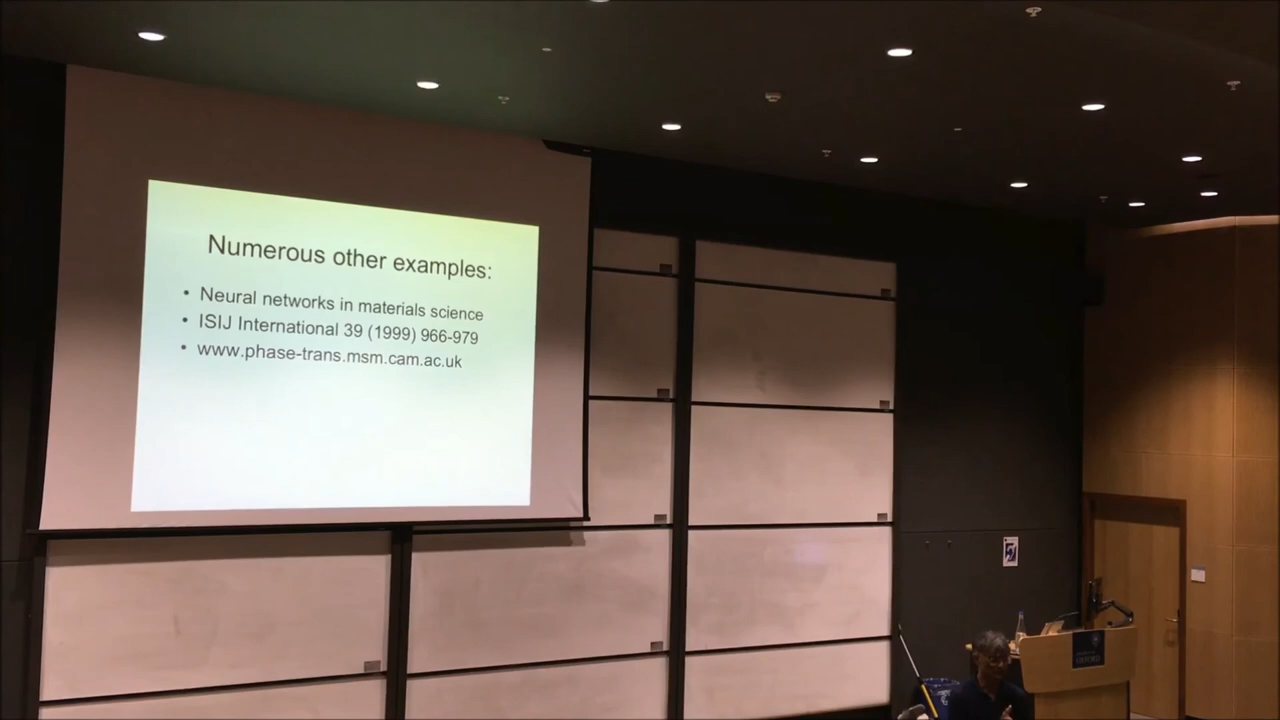 Numerous other examples:
• Neural networks in materials science
• ISIJ International 39 (1999) 966-979
• www.phase-trans.msm.cam.ac.uk
OXFORD